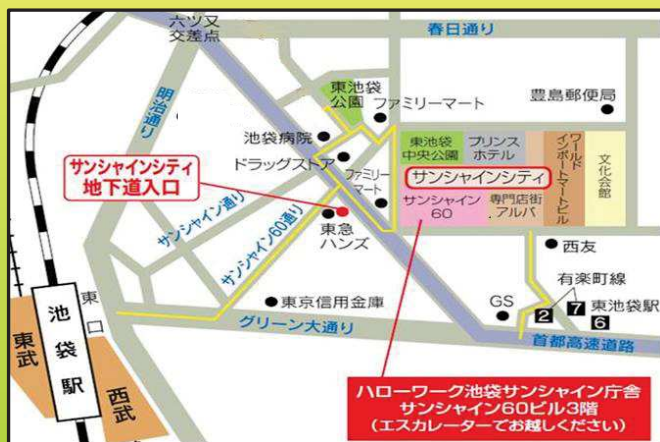 六ツ又
交差点
春日通り
明治通り
東池袋
公園
ファミリーマート
豊島郵便局
池袋病院
ドラッグストア
ファミリー
マート
東池袋
中央公園
プリンス
ホテル
ワールド
インポートマートビル
文化会館
サンシャインシティ
サンシャイン
60
専門店街
アルパ
サンシャインシティ
地下道入口
サンシャイン通り
サンシャイン60通り
東急
ハンズ
西友
有楽町線
東京信用金庫
GS
2
7
東池袋駅
6
グリーン大通り
首都高速道路
東口
池袋駅
東武
西武
ハローワーク池袋サンシャイン庁舎
サンシャイン60ビル3階
(エスカレーターでお越しください)